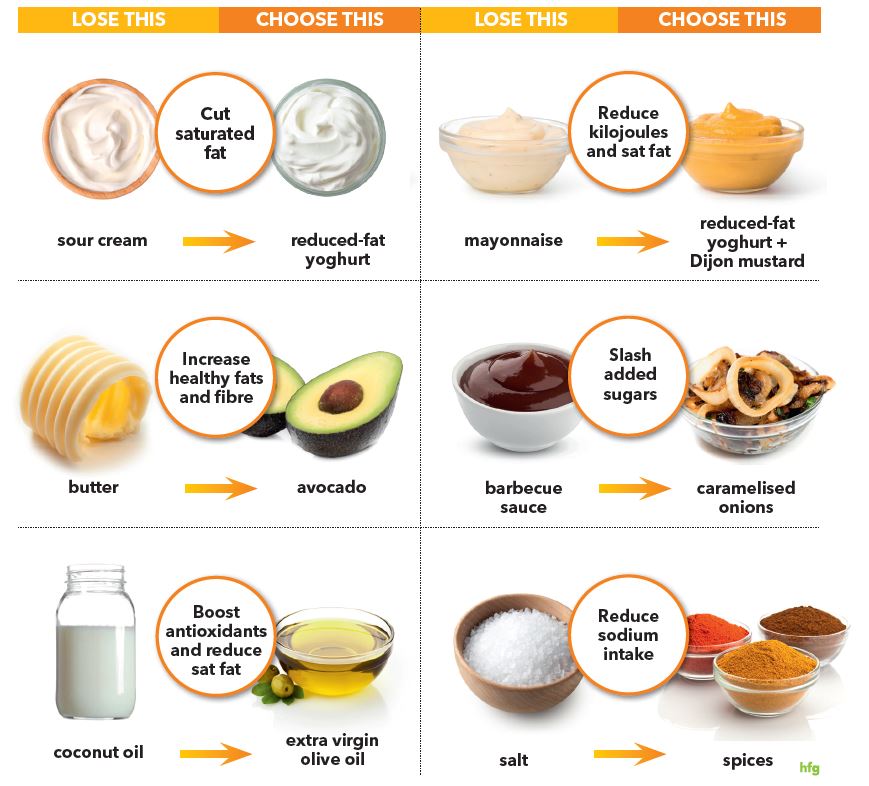 LOSE THIS
CHOOSE THIS
LOSE THIS
CHOOSE THIS
Cut
saturated
fat
sour cream
reduced-fat
yoghurt
Reduce
kilojoules
and sat fat
mayonnaise
reduced-fat
yoghurt +
Dijon mustard
Increase
healthy fats
and fibre
butter
avocado
Slash
added
sugars
barbecue
sauce
caramelised
onions
Boost
antioxidants
and reduce
sat fat
coconut oil
extra virgin
olive oil
Reduce
sodium
intake
salt
spices
hfg